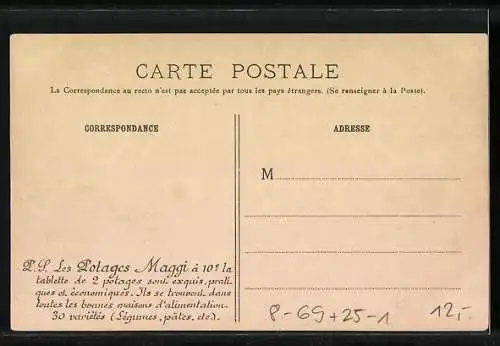 CARTE POSTALE
La Correspondance au recto n'est pas acceptée par tous les pays étrangers. (Se renseigner à la Poste).
CORRESPONDANCE
ADRESSE
M
P.S. Les Potages Maggi à 10c la
tablette de 2 potages sont exquis, prati-
ques et économiques. Ils se trouvent dans
toutes les bonnes maisons d'alimentation.
30 variétés (Légumes, pâtes, etc).
8-69+25-1
12,-